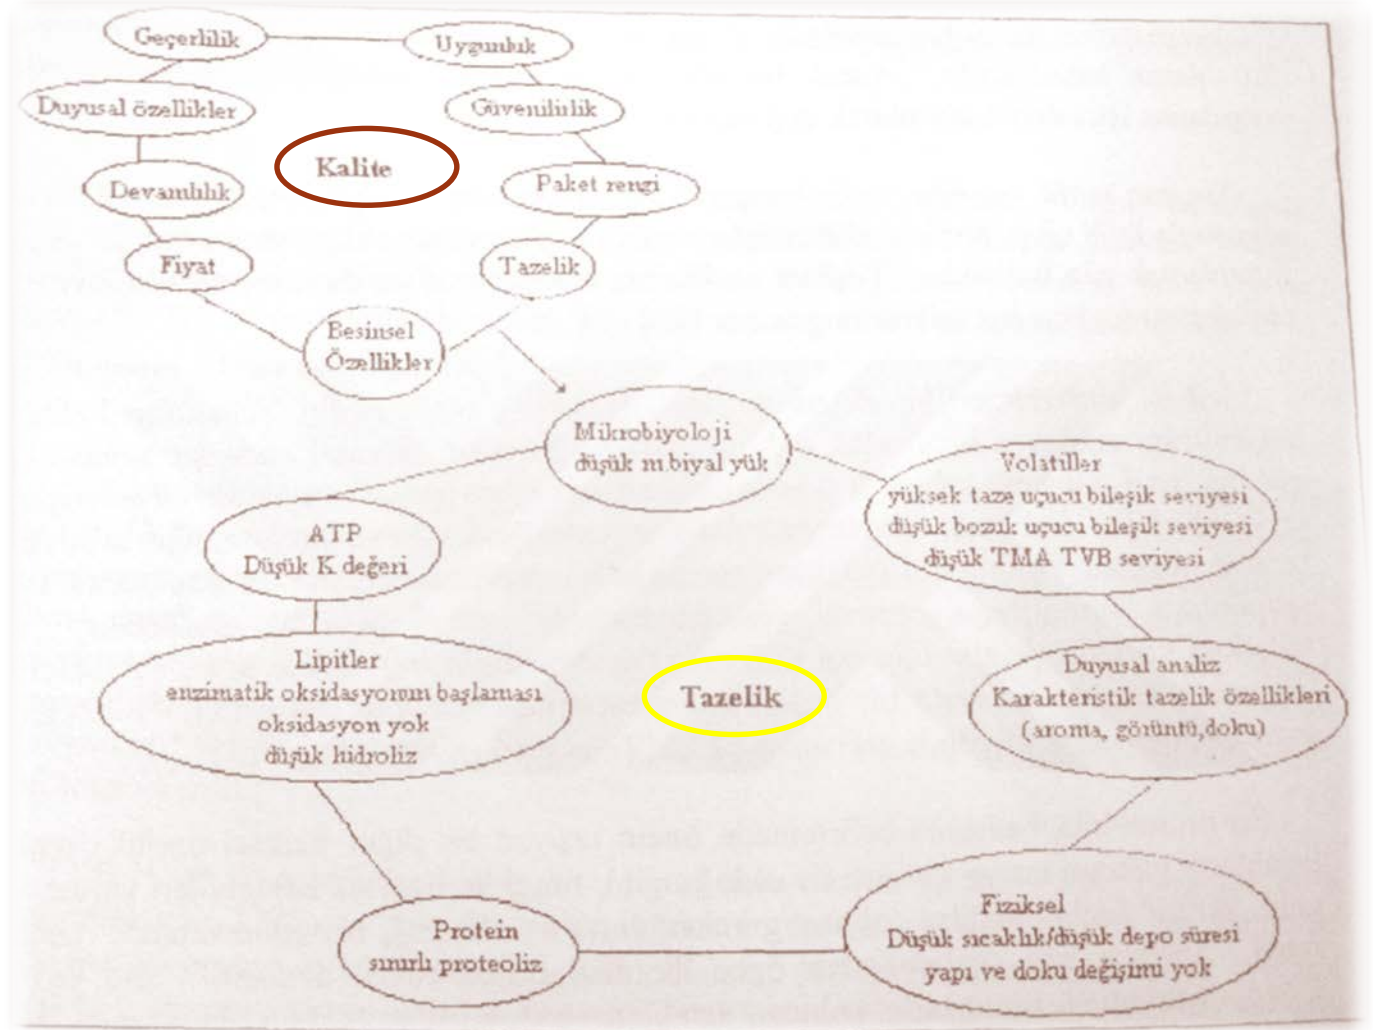 Geçerlilik
Uygunluk
Duyusal özellikler
Güvenilirlik
Kalite
Devamlılık
Paket rengi
Fiyat
Tazelik
Besinsel
Özellikler
Mikrobiyoloji
düşük m.biyal yük
Volatiller
yüksek taze uçucu bileşik seviyesi
düşük bozuk uçucu bileşik seviyesi
düşük TMA TVB seviyesi
ATP
Düşük K değeri
Lipitler
enzimatik oksidasyonun başlaması
oksidasyon yok
düşük hidroliz
Tazelik
Duyusal analiz
Karakteristik tazelik özellikleri
(aroma, görüntü,doku)
Protein
sınırlı proteoliz
Fiziksel
Düşük sıcaklık/düşük depo süresi
yapı ve doku değişimi yok